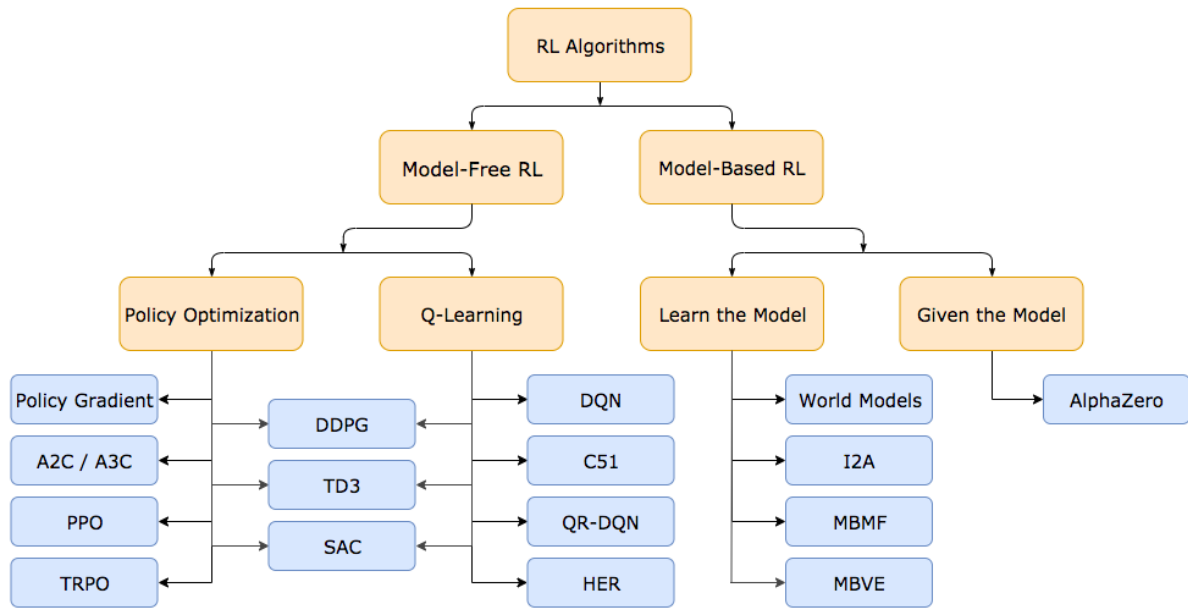 RL Algorithms
Model-Free RL
Model-Based RL
Policy Optimization
Q-Learning
Learn the Model
Given the Model
Policy Gradient
DDPG
DQN
World Models
AlphaZero
A2C / A3C
TD3
C51
I2A
PPO
SAC
QR-DQN
MBMF
TRPO
HER
MBVE